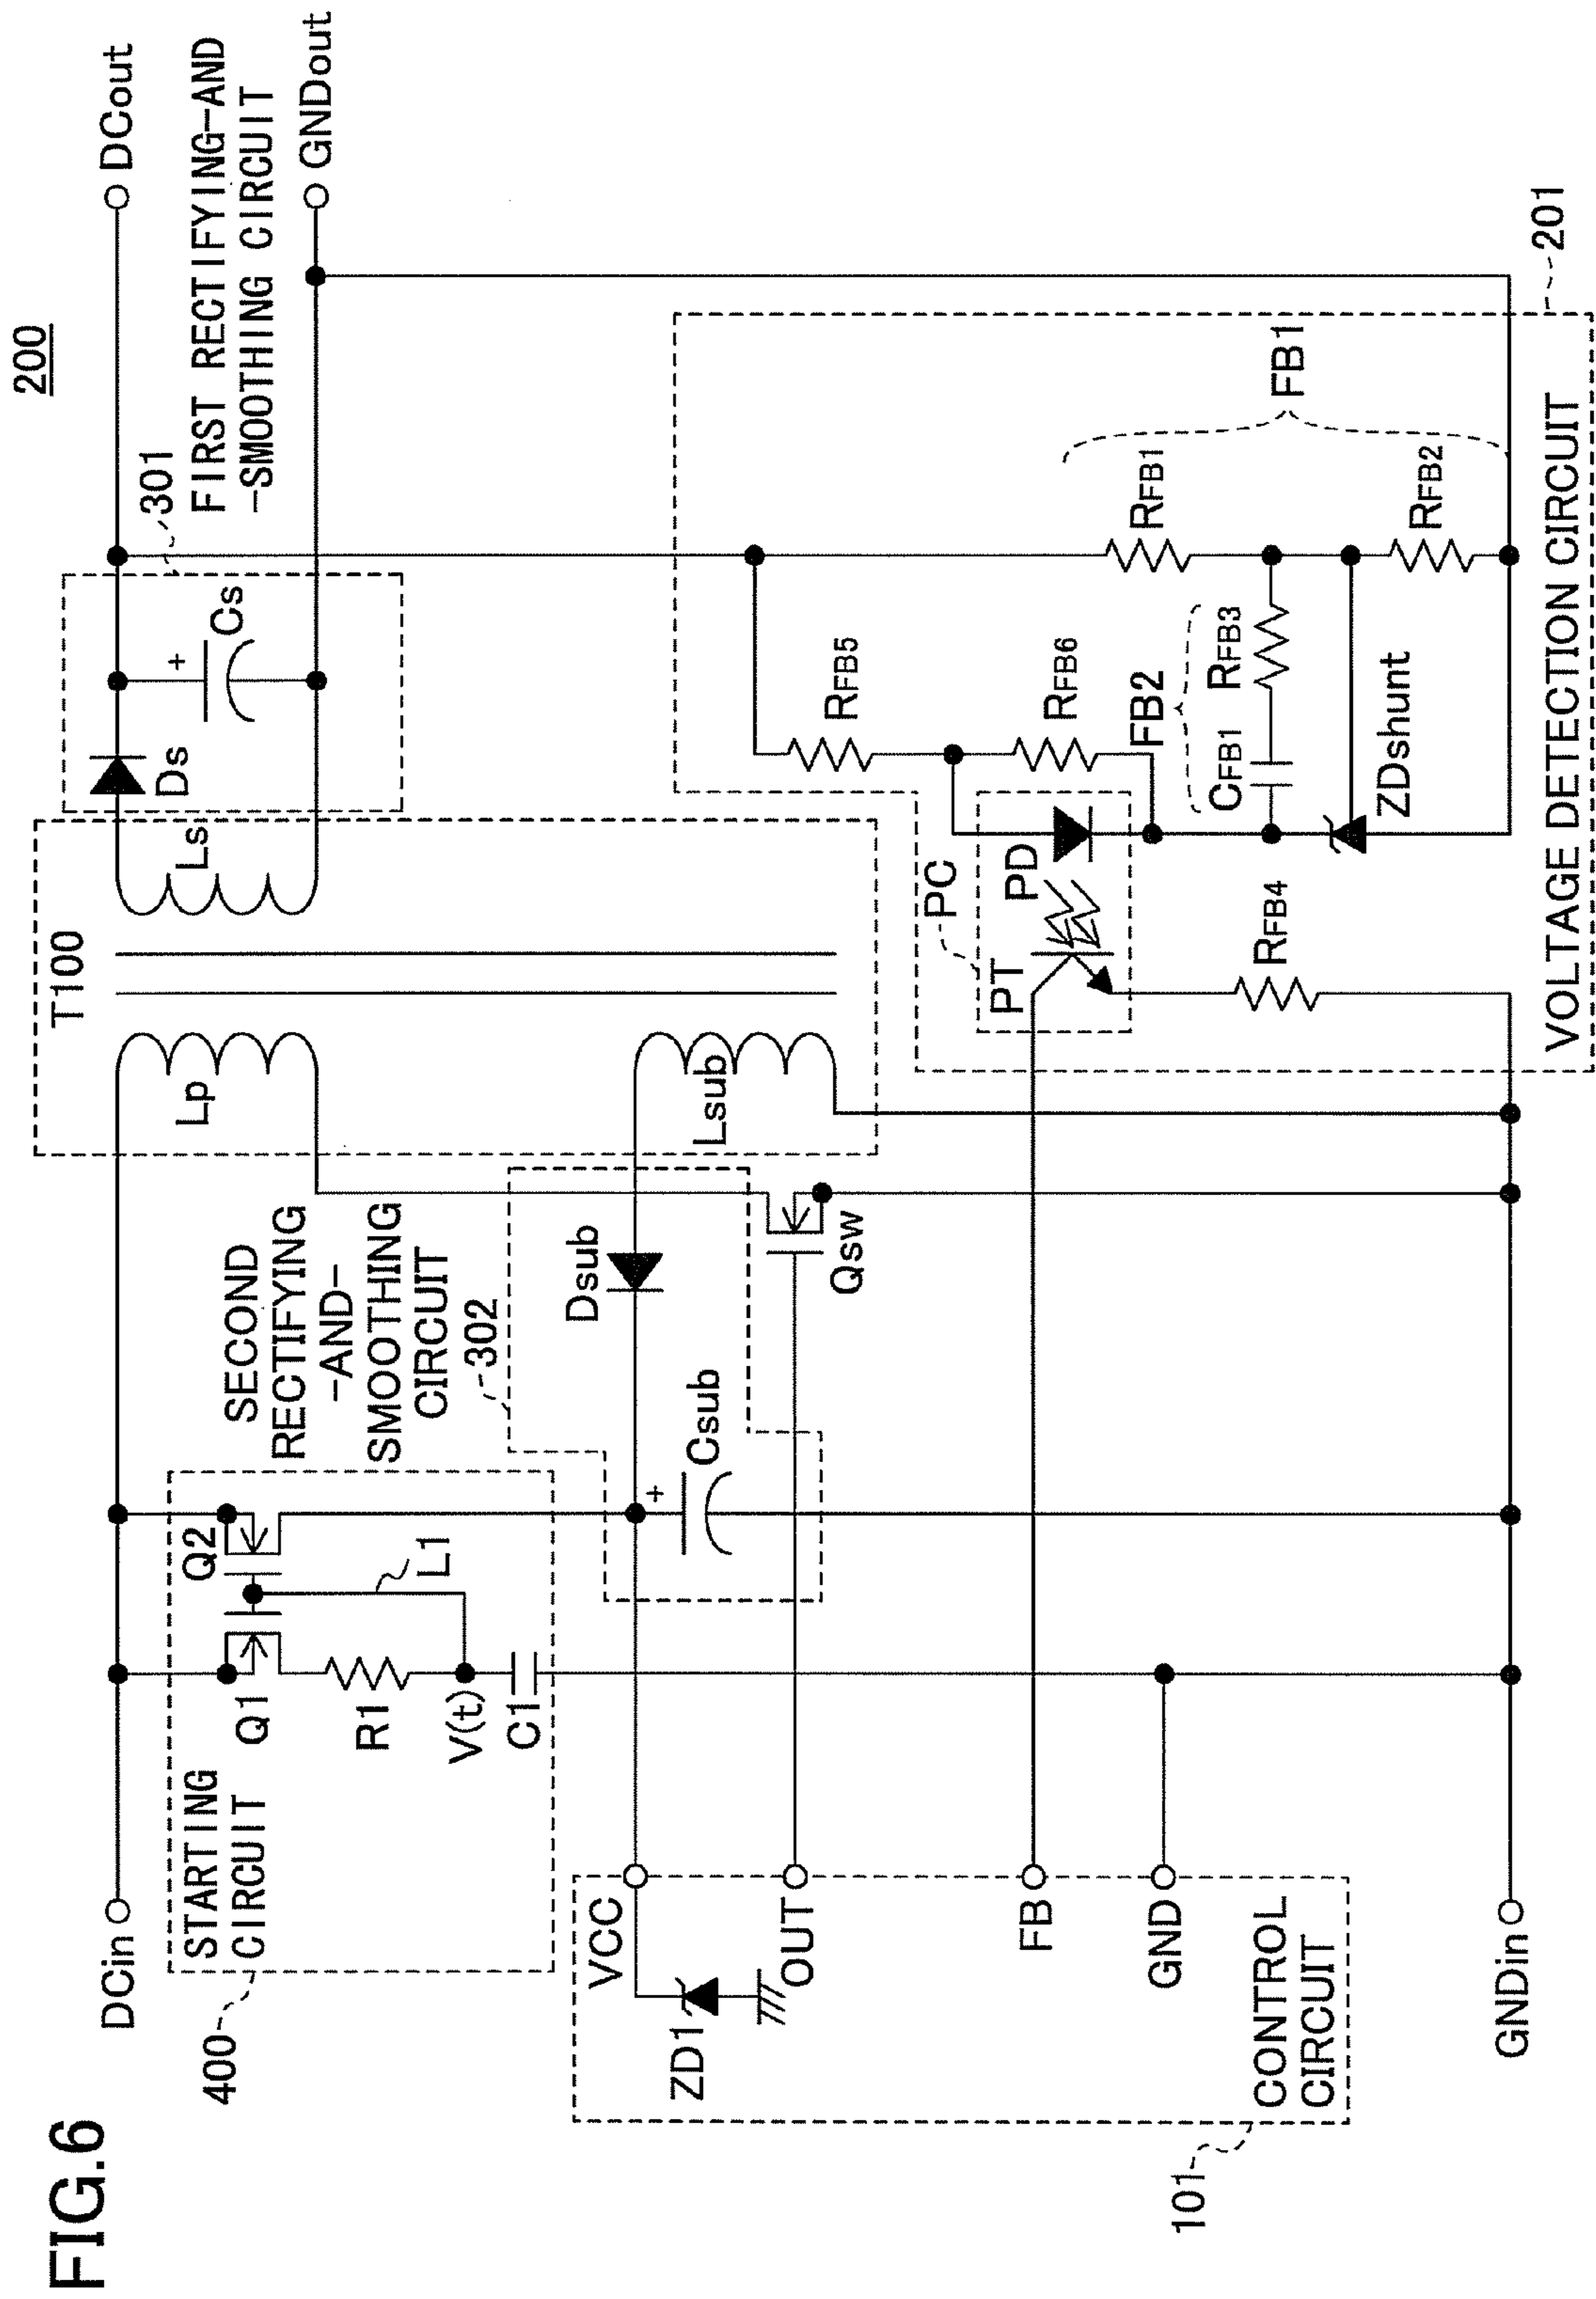 FIG.6
200
DCin
DCout
GNDout
GNDin
400
STARTING
CIRCUIT
Q1
Q2
R1
V(t)
C1
L1
SECOND
RECTIFYING
-AND-
SMOOTHING
CIRCUIT
302
Dsub
Csub
Qsw
T100
Lp
Ls
Lsub
Ds
Cs
301
FIRST RECTIFYING-AND
-SMOOTHING CIRCUIT
101
CONTROL
CIRCUIT
VCC
ZD1
OUT
FB
GND
PC
PT
PD
RFB5
RFB6
FB2
CFB1
RFB3
RFB1
FB1
RFB4
ZDshunt
RFB2
VOLTAGE DETECTION CIRCUIT
201
+
+